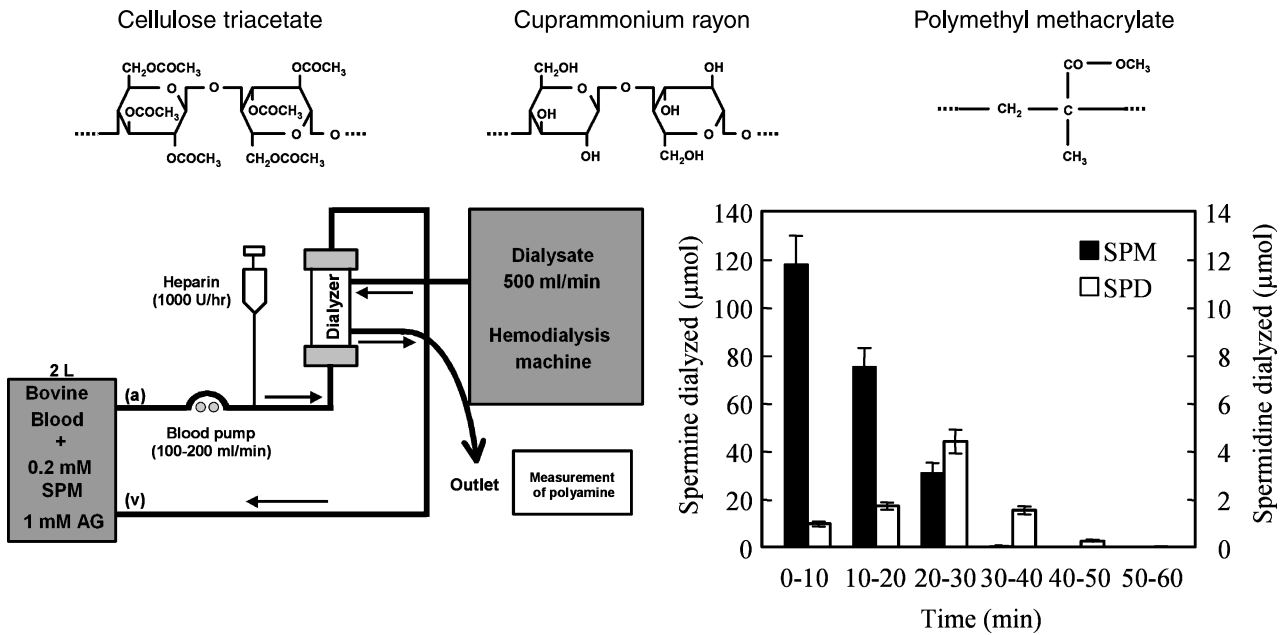 Cellulose triacetate
Cuprammonium rayon
Polymethyl methacrylate
CH₂OCOCH₃
OCOCH₃
O
O
OCOCH₃
OCOCH₃
O
O
OCOCH₃
CH₂OCOCH₃
CH₂OH
OH
O
O
OH
OH
O
O
OH
CH₂OH
CO
OCH₃
CH₂
C
CH₃
2 L
Bovine
Blood
+
0.2 mM
SPM
1 mM AG
(a)
(v)
Blood pump
(100-200 ml/min)
Heparin
(1000 U/hr)
Dialyzer
Dialysate
500 ml/min
Hemodialysis
machine
Outlet
Measurement
of polyamine
Spermine dialyzed (μmol)
140
120
100
80
60
40
20
0
SPM
SPD
14
12
10
8
6
4
2
0
Spermidine dialyzed (μmol)
0-10 10-20 20-30 30-40 40-50 50-60
Time (min)